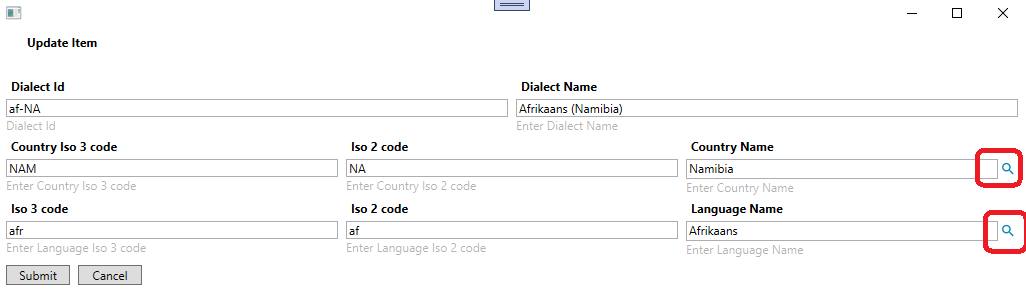 Update Item
Dialect Id Dialect Name
af-NA Afrikaans (Namibia)
Dialect Id Enter Dialect Name
Country Iso 3 code Iso 2 code Country Name
NAM NA Namibia
Enter Country Iso 3 code Enter Country Iso 2 code Enter Country Name
Iso 3 code Iso 2 code Language Name
afr af Afrikaans
Enter Language Iso 3 code Enter Language Iso 2 code Enter Language Name
Submit Cancel